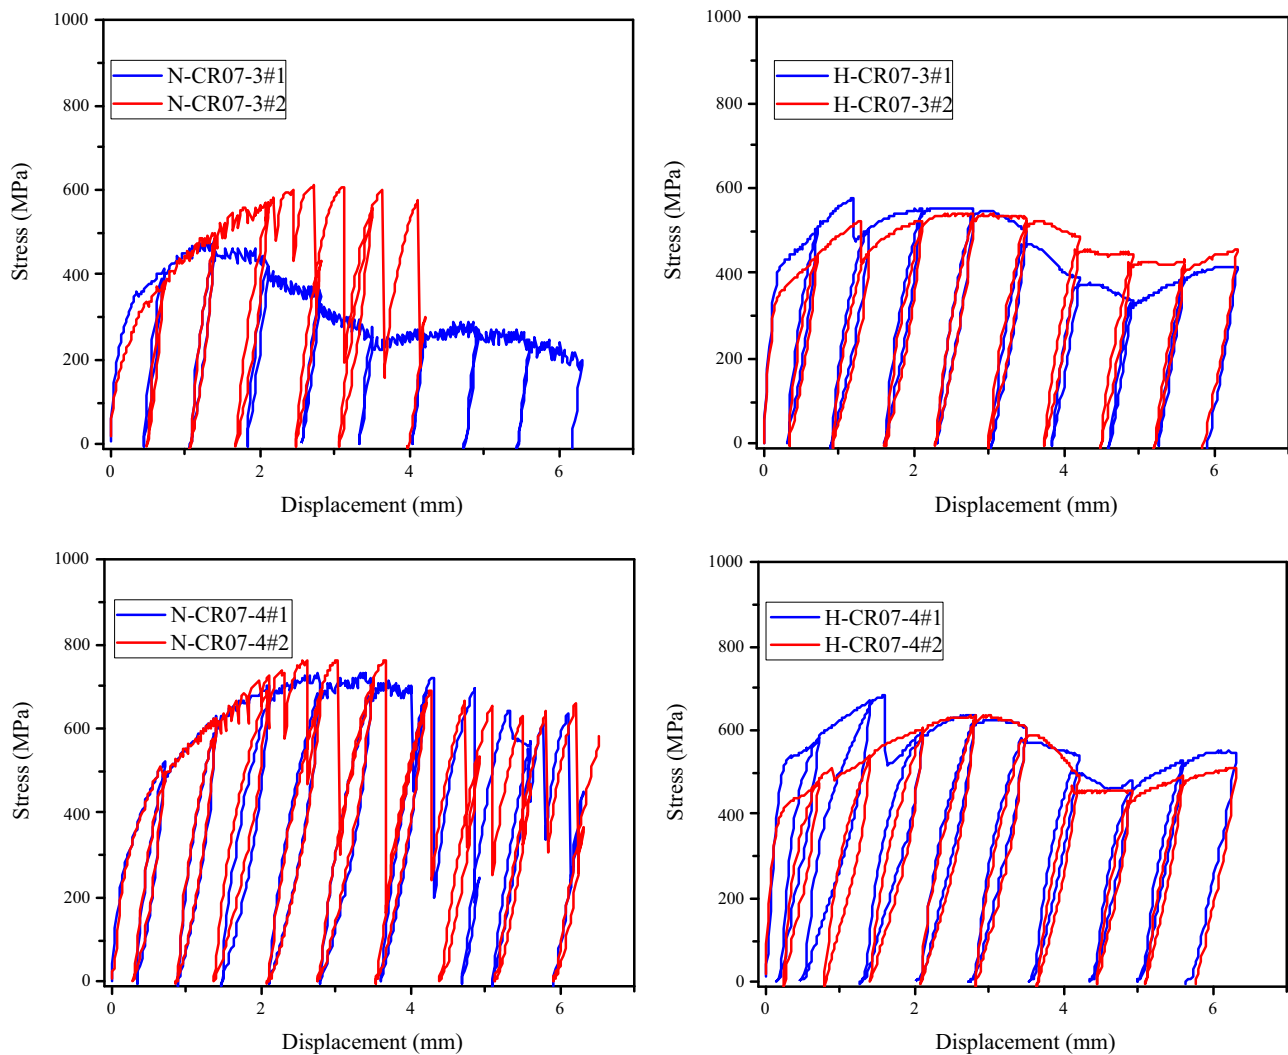 1000
800
600
400
200
0
Stress (MPa)
N-CR07-3#1
N-CR07-3#2
0
2
4
6
Displacement (mm)
1000
800
600
400
200
0
Stress (MPa)
H-CR07-3#1
H-CR07-3#2
0
2
4
6
Displacement (mm)
1000
800
600
400
200
0
Stress (MPa)
N-CR07-4#1
N-CR07-4#2
0
2
4
6
Displacement (mm)
1000
800
600
400
200
0
Stress (MPa)
H-CR07-4#1
H-CR07-4#2
0
2
4
6
Displacement (mm)